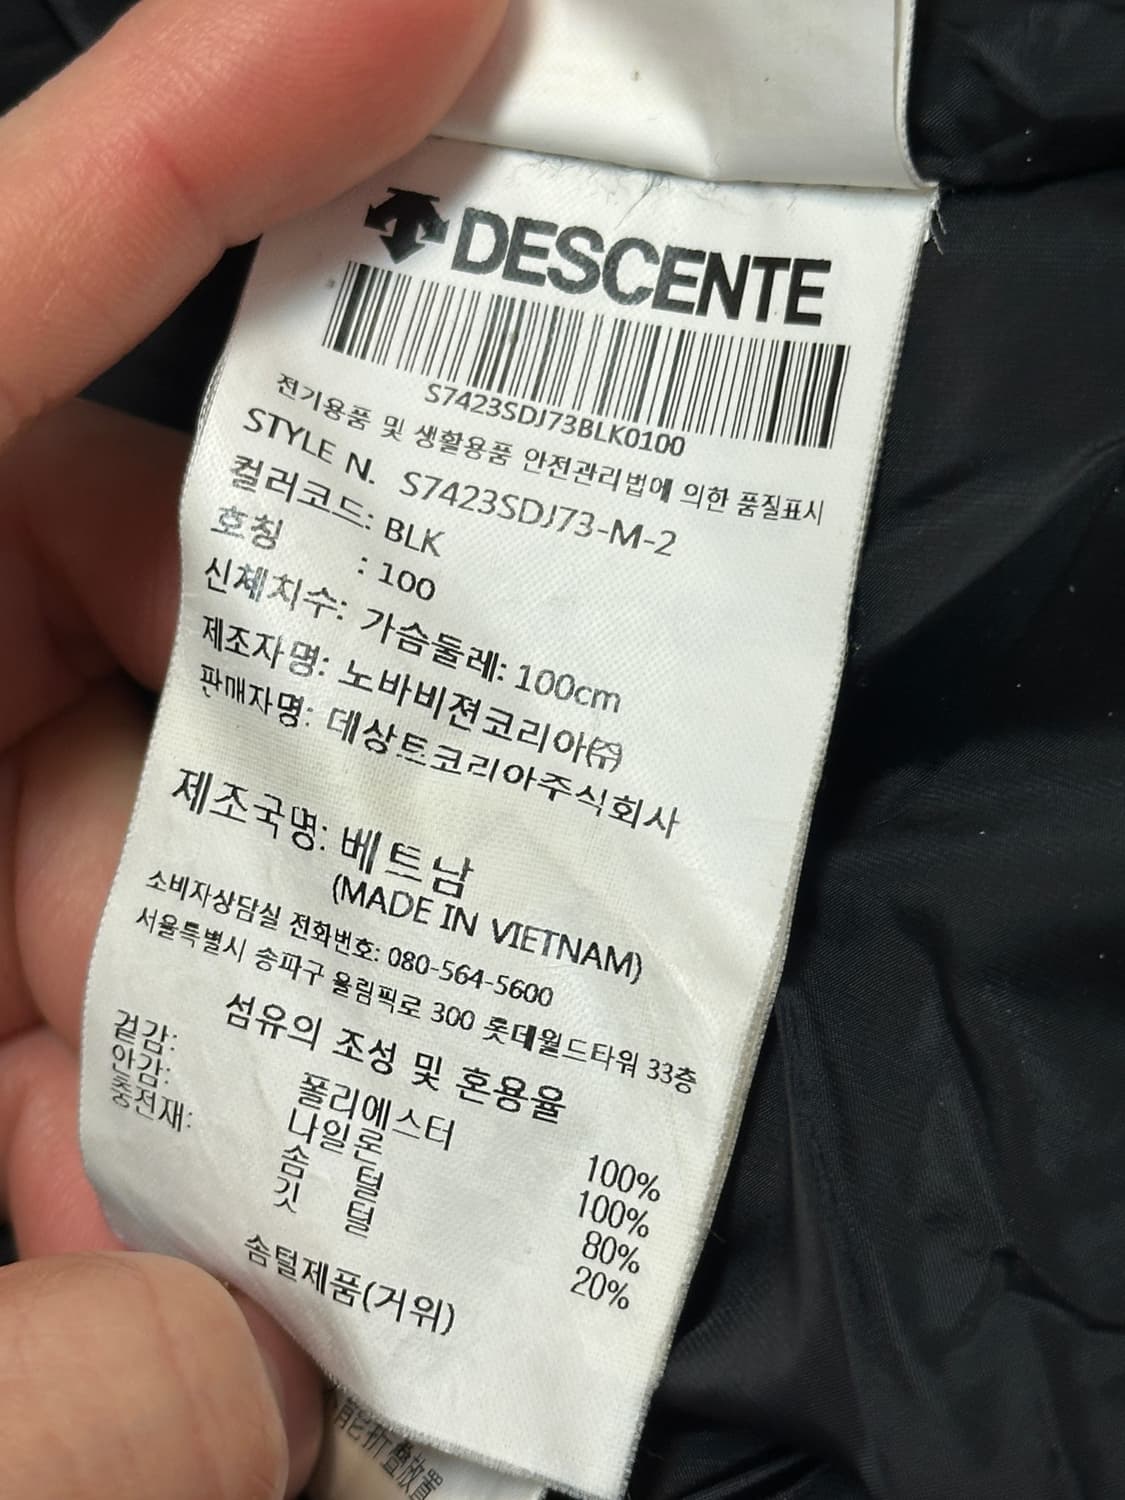 DESCENTE
S7423SDJ73BLK0100
전기용품 및 생활용품 안전관리법에 의한 품질표시
STYLE N. S7423SDJ73-M-2
컬러코드: BLK
호칭 : 100
신체치수: 가슴둘레: 100cm
제조자명: 노바비젼코리아㈜
판매자명: 데상트코리아주식회사
제조국명: 베트남
(MADE IN VIETNAM)
소비자상담실 전화번호: 080-564-5600
서울특별시 송파구 올림픽로 300 롯데월드타워 33층
섬유의 조성 및 혼용율
겉감: 폴리에스터 100%
안감: 나일론 100%
충전재: 솜 털 80%
깃 털 20%
솜털제품(거위)